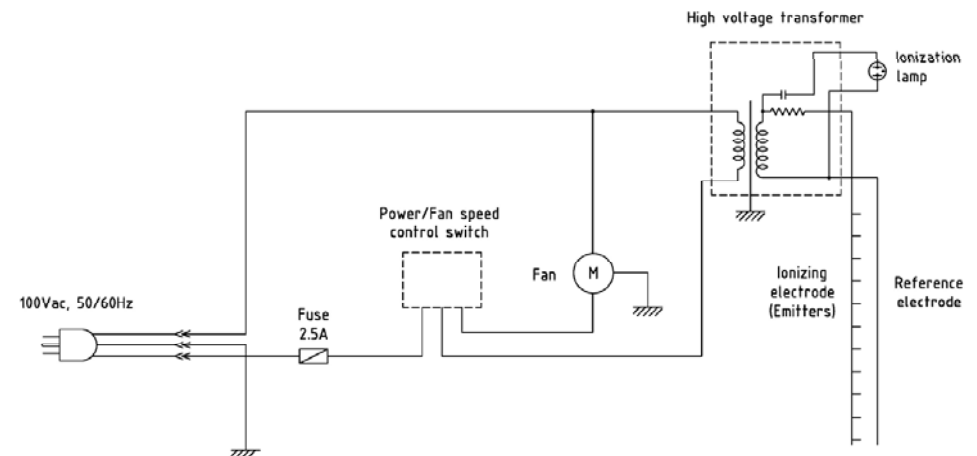 High voltage transformer
Ionization
lamp
Power/Fan speed
control switch
Fan
M
Ionizing
electrode
(Emitters)
Reference
electrode
100Vac, 50/60Hz
Fuse
2.5A